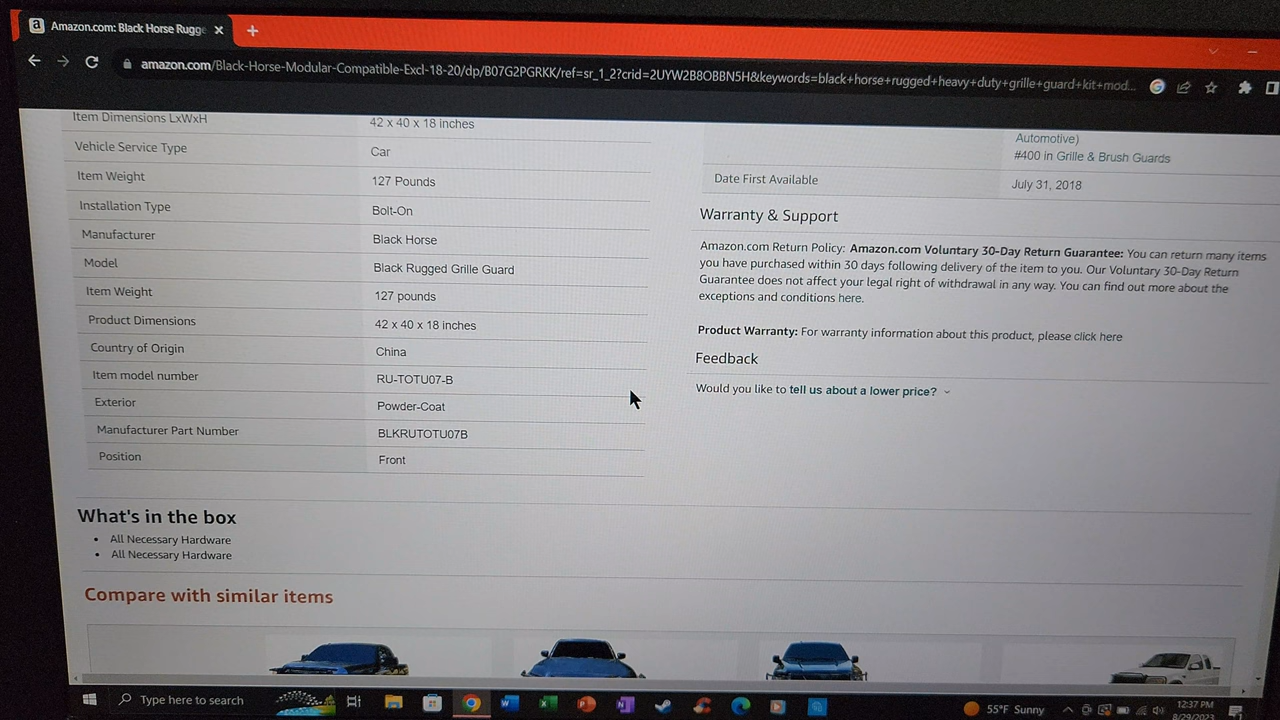 Amazon.com: Black Horse Rugge
amazon.com/Black-Horse-Modular-Compatible-Excl-18-20/dp/B07G2PGRKK/ref=sr_1_2?crid=2UYW2B8OBBN5H&keywords=black+horse+rugged+heavy+duty+grille+guard+kit+mod...
Item Dimensions LxWxH 42 x 40 x 18 inches
Vehicle Service Type Car
Item Weight 127 Pounds
Installation Type Bolt-On
Manufacturer Black Horse
Model Black Rugged Grille Guard
Item Weight 127 pounds
Product Dimensions 42 x 40 x 18 inches
Country of Origin China
Item model number RU-TOTU07-B
Exterior Powder-Coat
Manufacturer Part Number BLKRUTOTU07B
Position Front
Automotive)
#400 in Grille & Brush Guards
Date First Available July 31, 2018
Warranty & Support
Amazon.com Return Policy: Amazon.com Voluntary 30-Day Return Guarantee: You can return many items
you have purchased within 30 days following delivery of the item to you. Our Voluntary 30-Day Return
Guarantee does not affect your legal right of withdrawal in any way. You can find out more about the
exceptions and conditions here.
Product Warranty: For warranty information about this product, please click here
Feedback
Would you like to tell us about a lower price?
What's in the box
• All Necessary Hardware
• All Necessary Hardware
Compare with similar items
Type here to search
55°F Sunny
12:37 PM